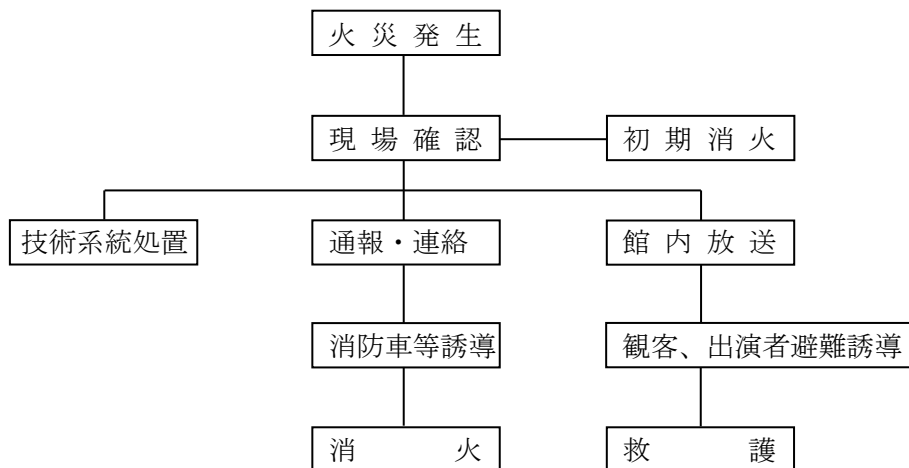 火災発生
現場確認
初期消火
技術系統処置
通報・連絡
館内放送
消防車等誘導
観客、出演者避難誘導
消火
救護